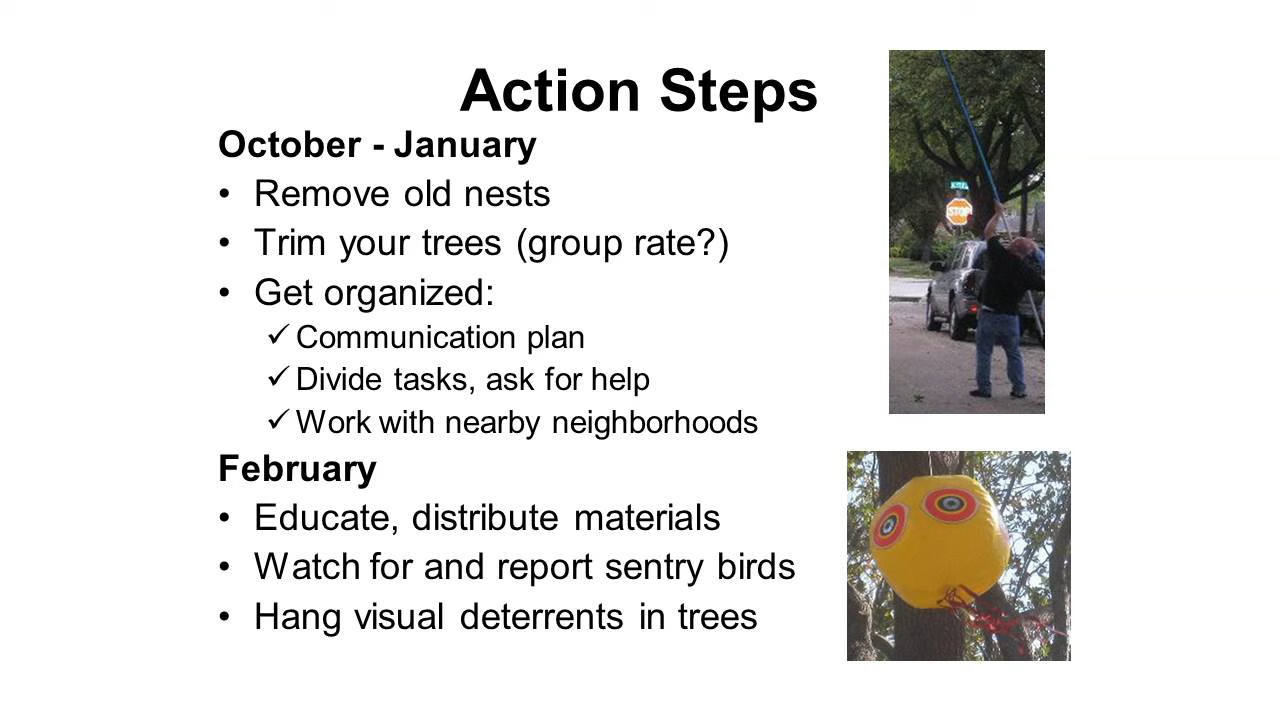 Action Steps
October - January
• Remove old nests
• Trim your trees (group rate?)
• Get organized:
✓ Communication plan
✓ Divide tasks, ask for help
✓ Work with nearby neighborhoods
February
• Educate, distribute materials
• Watch for and report sentry birds
• Hang visual deterrents in trees